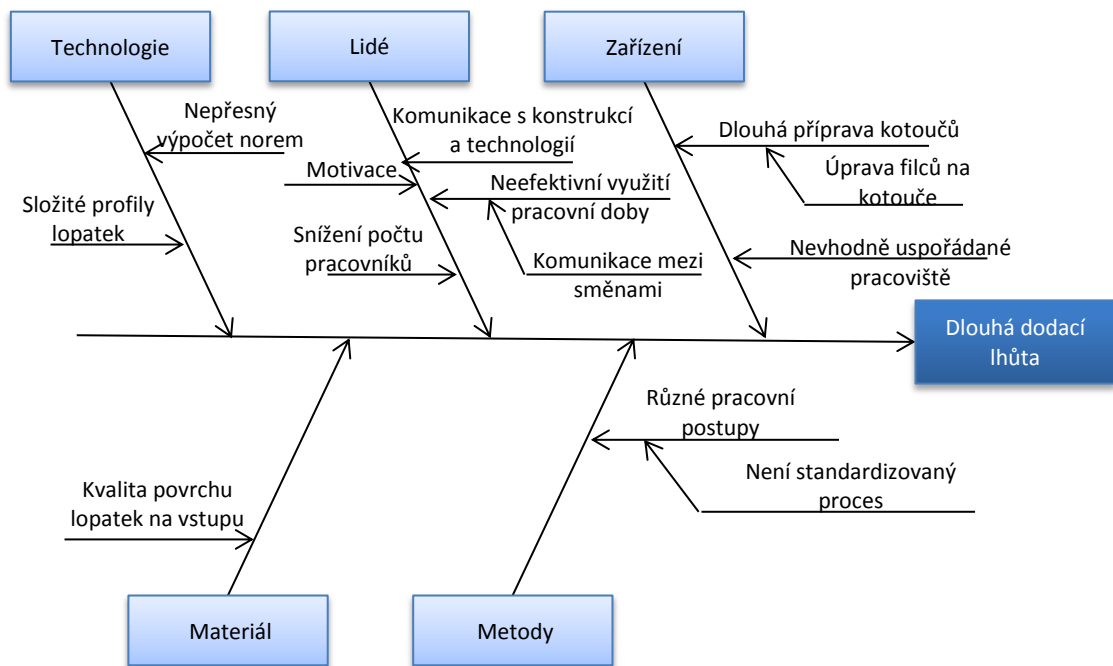 Technologie
Lidé
Zařízení
Nepřesný
výpočet norem
Složité profily
lopatek
Komunikace s konstrukcí
a technologií
Motivace
Neefektivní využití
pracovní doby
Snížení počtu
pracovníků
Komunikace mezi
směnami
Dlouhá příprava kotoučů
Úprava filců na
kotouče
Nevhodně uspořádané
pracoviště
Dlouhá dodací
lhůta
Různé pracovní
postupy
Není standardizovaný
proces
Kvalita povrchu
lopatek na vstupu
Materiál
Metody